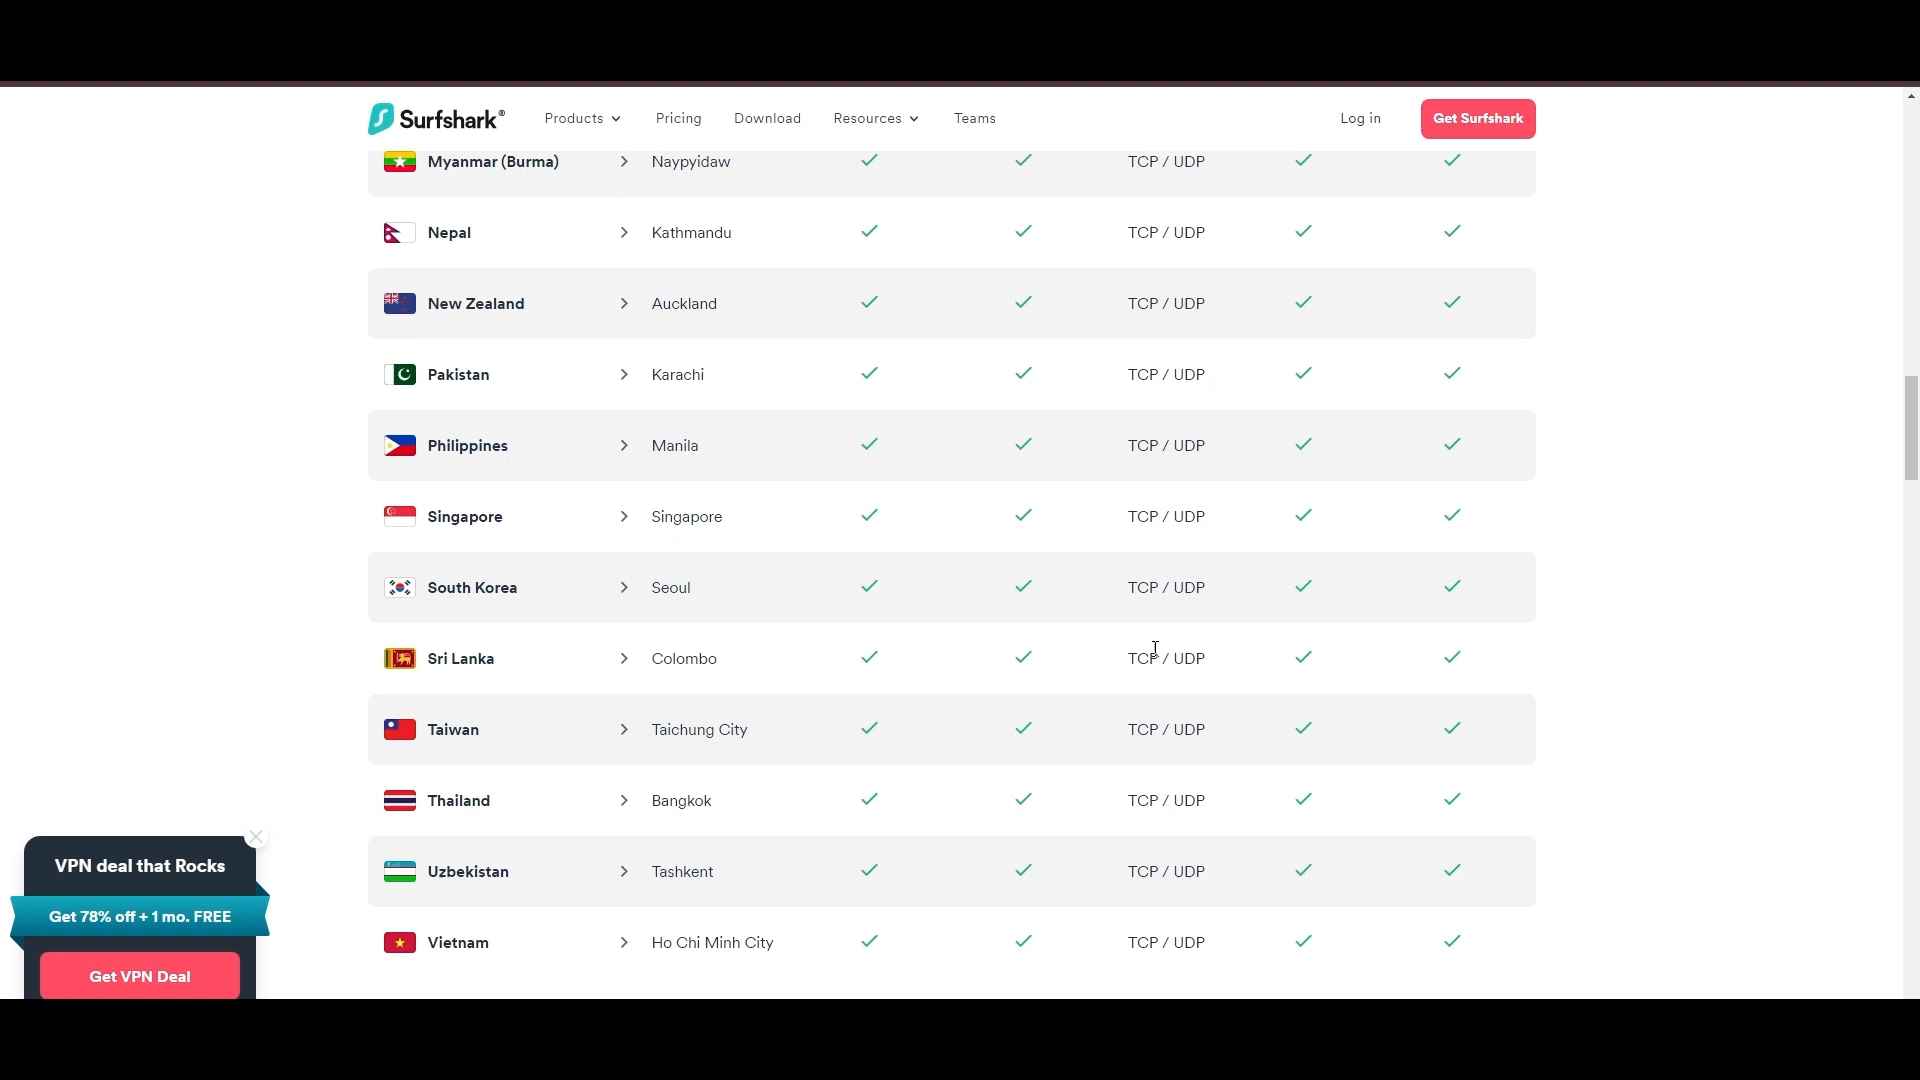 Surfshark® Products Pricing Download Resources Teams Log in Get Surfshark
Myanmar (Burma) Naypyidaw TCP / UDP
Nepal Kathmandu TCP / UDP
New Zealand Auckland TCP / UDP
Pakistan Karachi TCP / UDP
Philippines Manila TCP / UDP
Singapore Singapore TCP / UDP
South Korea Seoul TCP / UDP
Sri Lanka Colombo TCP / UDP
Taiwan Taichung City TCP / UDP
Thailand Bangkok TCP / UDP
Uzbekistan Tashkent TCP / UDP
Vietnam Ho Chi Minh City TCP / UDP
VPN deal that Rocks
Get 78% off + 1 mo. FREE
Get VPN Deal